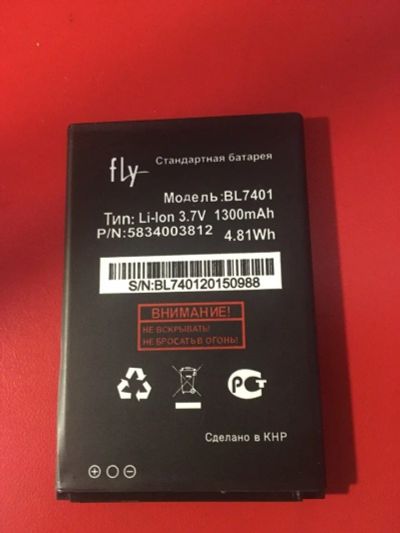 fly
Стандартная батарея
Модель:BL7401
Тип: Li-Ion 3.7V 1300mAh
P/N:5834003812 4.81Wh
S/N:BL740120150988
ВНИМАНИЕ!
НЕ ВСКРЫВАТЬ!
НЕ БРОСАТЬ В ОГОНЬ!
РСТ
Сделано в КНР